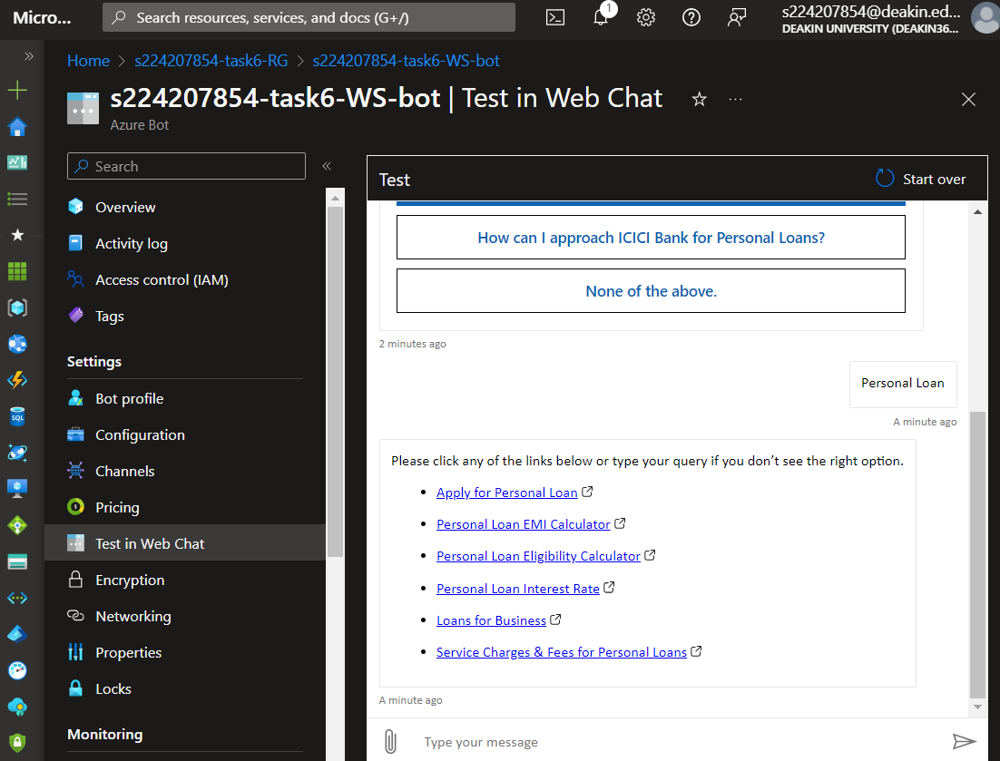 Micro...
Search resources, services, and docs (G+/)
1
s224207854@deakin.ed...
DEAKIN UNIVERSITY (DEAKIN36...
Home > s224207854-task6-RG > s224207854-task6-WS-bot
s224207854-task6-WS-bot | Test in Web Chat
Azure Bot
Search
Overview
Activity log
Access control (IAM)
Tags
Settings
Bot profile
Configuration
Channels
Pricing
Test in Web Chat
Encryption
Networking
Properties
Locks
Monitoring
Test
Start over
How can I approach ICICI Bank for Personal Loans?
None of the above.
2 minutes ago
Personal Loan
A minute ago
Please click any of the links below or type your query if you don’t see the right option.
Apply for Personal Loan
Personal Loan EMI Calculator
Personal Loan Eligibility Calculator
Personal Loan Interest Rate
Loans for Business
Service Charges & Fees for Personal Loans
A minute ago
Type your message
SQL